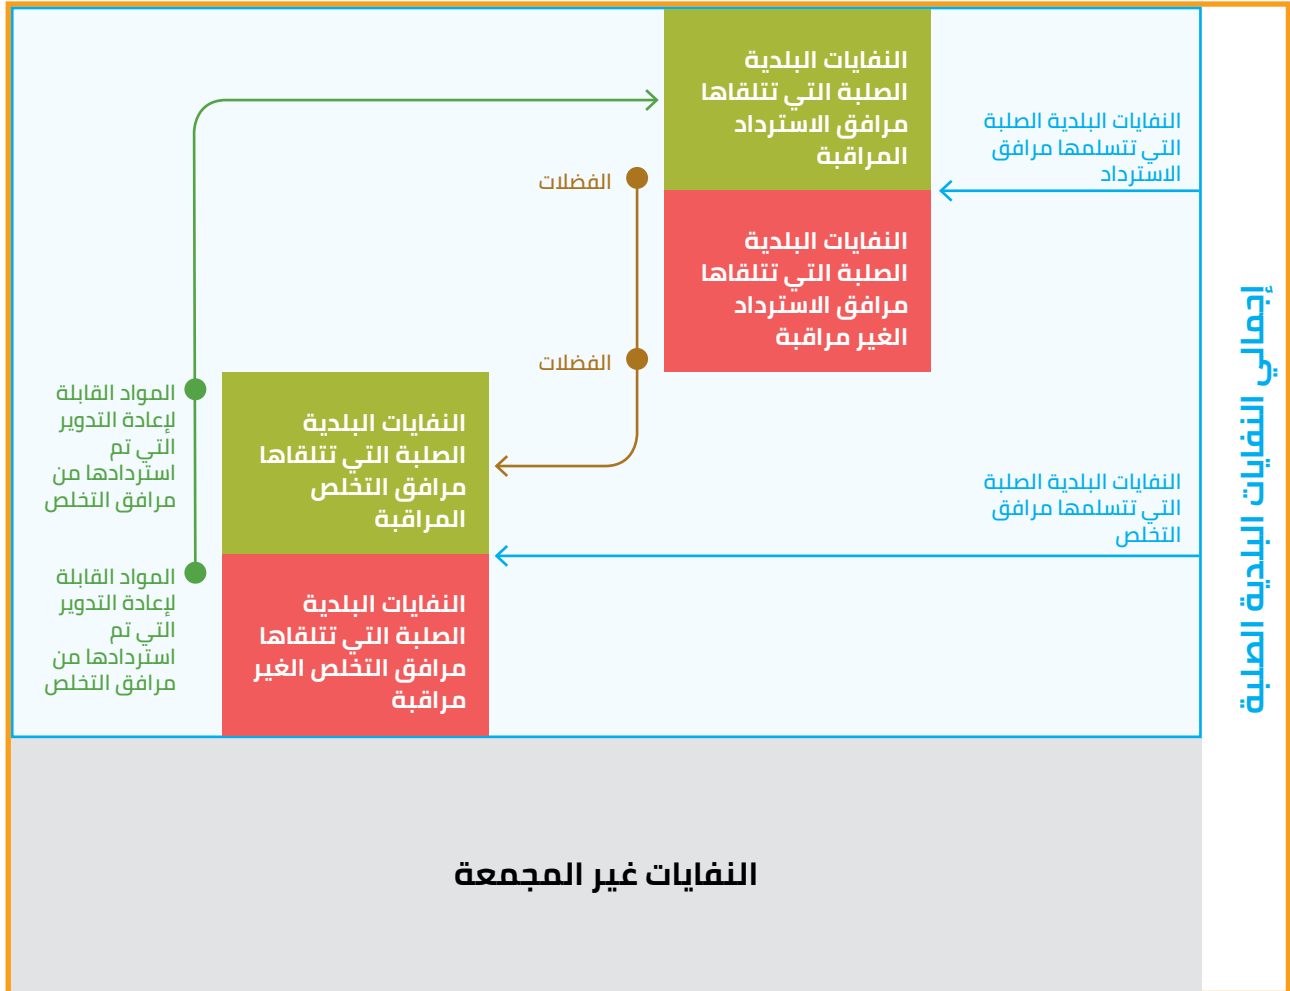 إجمالي النفايات البلدية الصلبة
النفايات البلدية الصلبة
التي تتسلمها مرافق
الاسترداد
النفايات البلدية
الصلبة التي تتلقاها
مرافق الاسترداد
المراقبة
النفايات البلدية
الصلبة التي تتلقاها
مرافق الاسترداد
الغير مراقبة
الفضلات
الفضلات
النفايات البلدية الصلبة
التي تتسلمها مرافق
التخلص
النفايات البلدية
الصلبة التي تتلقاها
مرافق التخلص
المراقبة
النفايات البلدية
الصلبة التي تتلقاها
مرافق التخلص الغير
مراقبة
المواد القابلة
لإعادة التدوير
التي تم
استردادها من
مرافق التخلص
المواد القابلة
لإعادة التدوير
التي تم
استردادها من
مرافق التخلص
النفايات غير المجمعة